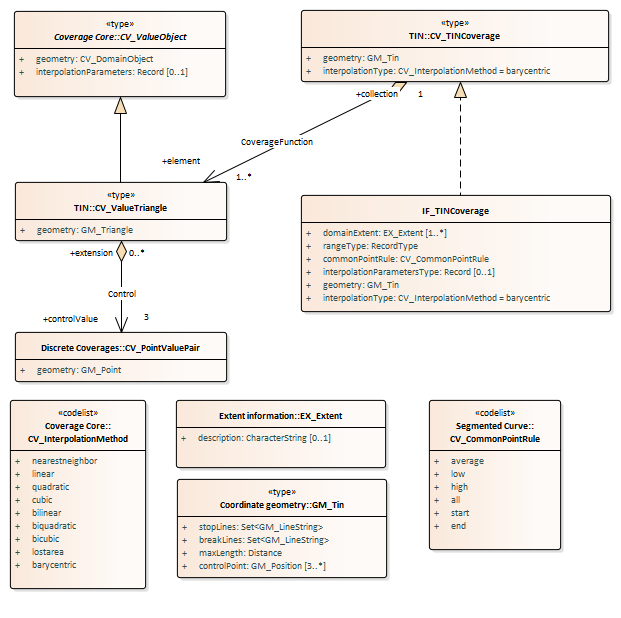 «type»
Coverage Core::CV_ValueObject
+ geometry: CV_DomainObject
+ interpolationParameters: Record [0..1]
«type»
TIN::CV_TINCoverage
+ geometry: GM_Tin
+ interpolationType: CV_InterpolationMethod = barycentric
+collection 1
CoverageFunction
+element
1..*
«type»
TIN::CV_ValueTriangle
+ geometry: GM_Triangle
IF_TINCoverage
+ domainExtent: EX_Extent [1..*]
+ rangeType: RecordType
+ commonPointRule: CV_CommonPointRule
+ interpolationParametersType: Record [0..1]
+ geometry: GM_Tin
+ interpolationType: CV_InterpolationMethod = barycentric
+extension 0..*
Control
+controlValue 3
Discrete Coverages::CV_PointValuePair
+ geometry: GM_Point
«codelist»
Coverage Core::
CV_InterpolationMethod
+ nearestneighbor
+ linear
+ quadratic
+ cubic
+ bilinear
+ biquadratic
+ bicubic
+ lostarea
+ barycentric
Extent information::EX_Extent
+ description: CharacterString [0..1]
«type»
Coordinate geometry::GM_Tin
+ stopLines: Set<GM_LineString>
+ breakLines: Set<GM_LineString>
+ maxLength: Distance
+ controlPoint: GM_Position [3..*]
«codelist»
Segmented Curve::
CV_CommonPointRule
+ average
+ low
+ high
+ all
+ start
+ end